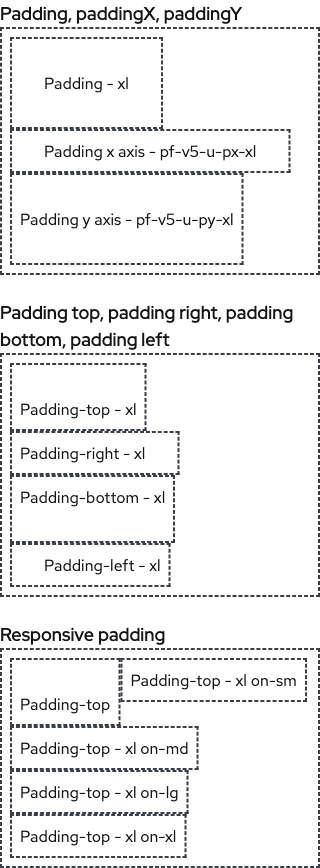 Padding, paddingX, paddingY
Padding - xl
Padding x axis - pf-v5-u-px-xl
Padding y axis - pf-v5-u-py-xl
Padding top, padding right, padding
bottom, padding left
Padding-top - xl
Padding-right - xl
Padding-bottom - xl
Padding-left - xl
Responsive padding
Padding-top
Padding-top - xl on-sm
Padding-top - xl on-md
Padding-top - xl on-lg
Padding-top - xl on-xl